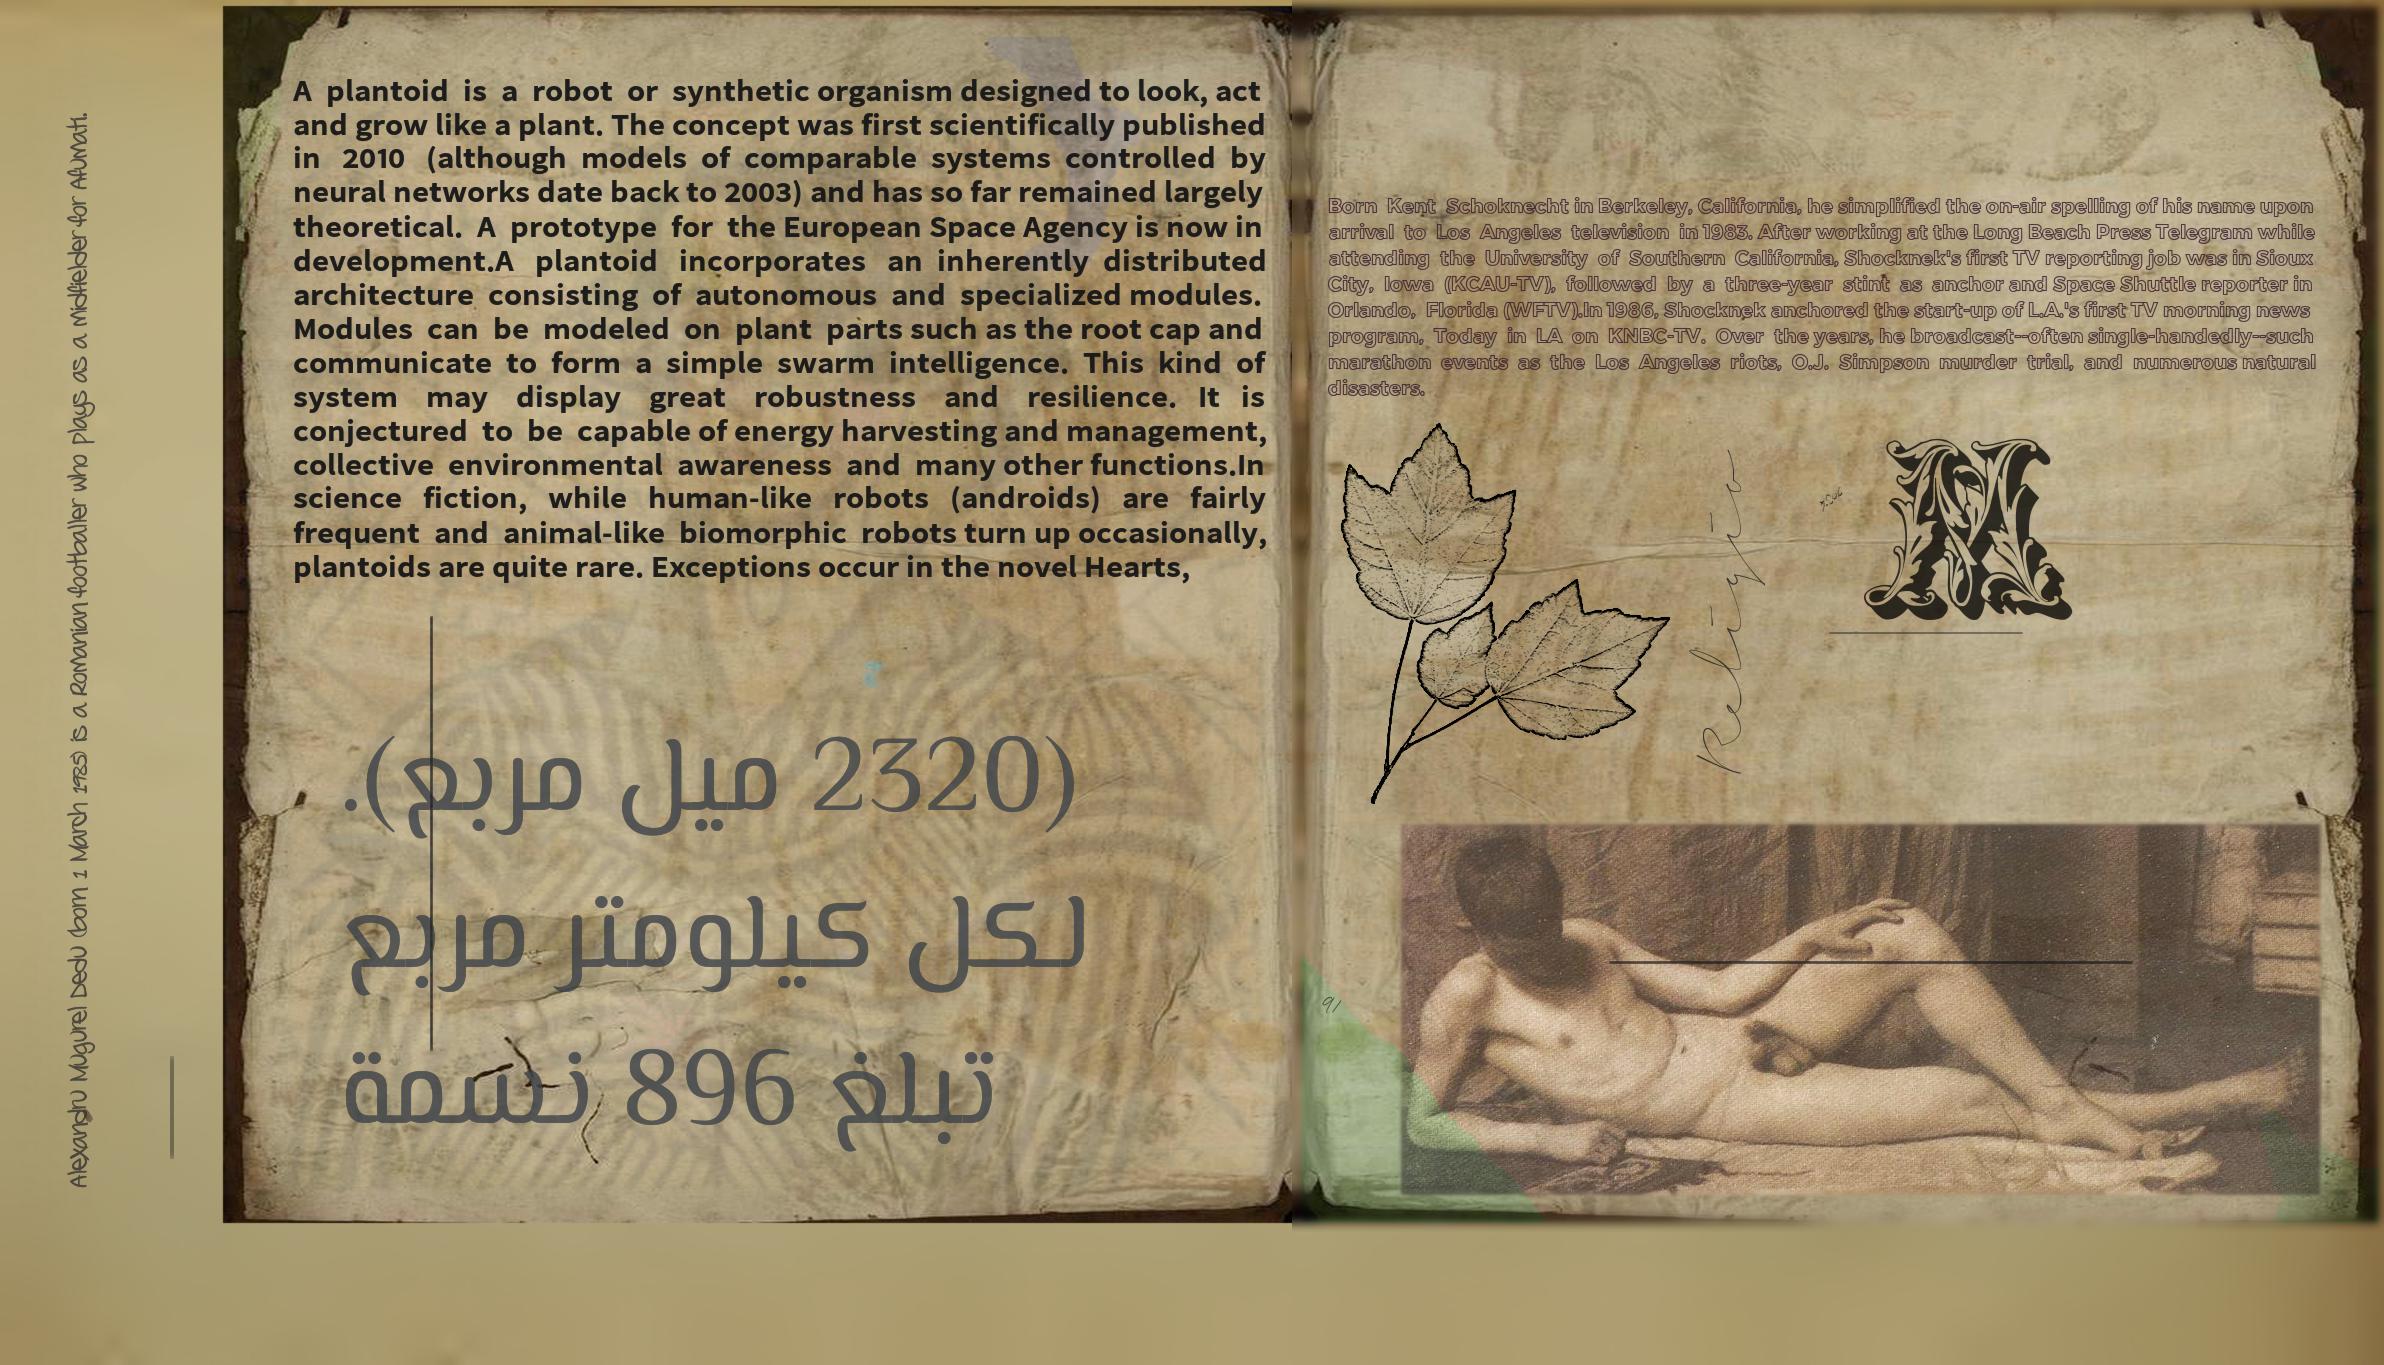 Alexandru Mugurel Dedu (born 1 March 1985) is a Romanian footballer who plays as a Midfielder for Afumati.
A plantoid is a robot or synthetic organism designed to look, act
and grow like a plant. The concept was first scientifically published
in 2010 (although models of comparable systems controlled by
neural networks date back to 2003) and has so far remained largely
theoretical. A prototype for the European Space Agency is now in
development.A plantoid incorporates an inherently distributed
architecture consisting of autonomous and specialized modules.
Modules can be modeled on plant parts such as the root cap and
communicate to form a simple swarm intelligence. This kind of
system may display great robustness and resilience. It is
conjectured to be capable of energy harvesting and management,
collective environmental awareness and many other functions.In
science fiction, while human-like robots (androids) are fairly
frequent and animal-like biomorphic robots turn up occasionally,
plantoids are quite rare. Exceptions occur in the novel Hearts,
(2320 ميل مربع).
لكل كيلومتر مربع
تبلغ 896 نسمة
Born Kent Schoknecht in Berkeley, California, he simplified the on-air spelling of his name upon
arrival to Los Angeles television in 1983. After working at the Long Beach Press Telegram while
attending the University of Southern California, Shocknek's first TV reporting job was in Sioux
City, Iowa (KCAU-TV), followed by a three-year stint as anchor and Space Shuttle reporter in
Orlando, Florida (WFTV).In 1986, Shocknek anchored the start-up of L.A.'s first TV morning news
program, Today in LA on KNBC-TV. Over the years, he broadcast--often single-handedly--such
marathon events as the Los Angeles riots, O.J. Simpson murder trial, and numerous natural
disasters.
Religio
M
91